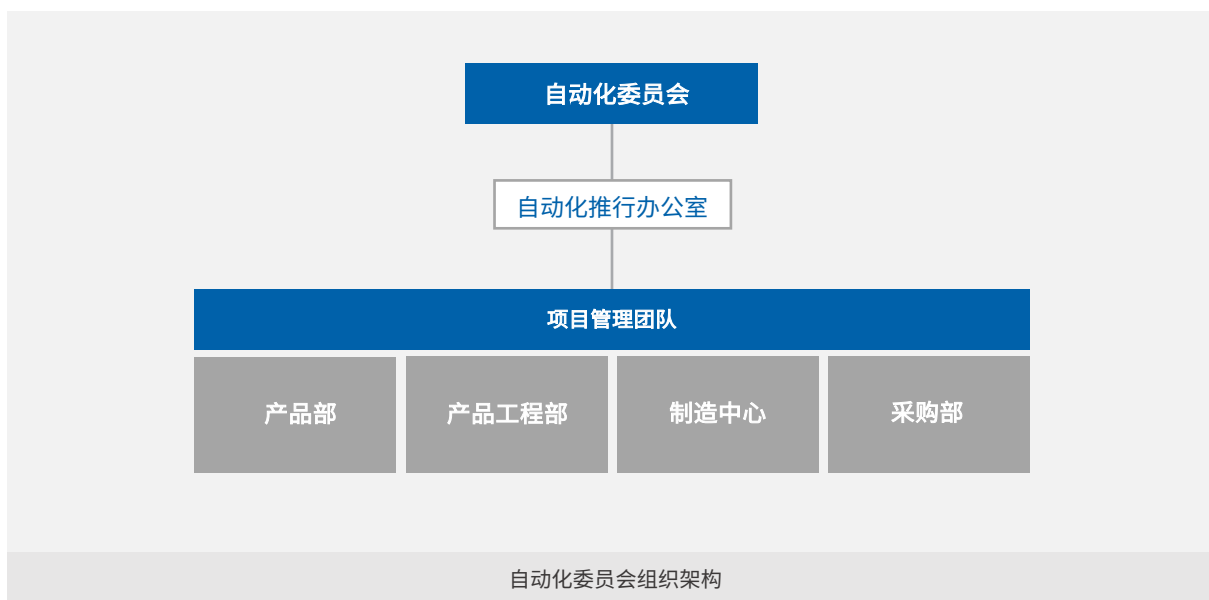 自动化委员会
自动化推行办公室
项目管理团队
产品部
产品工程部
制造中心
采购部
自动化委员会组织架构